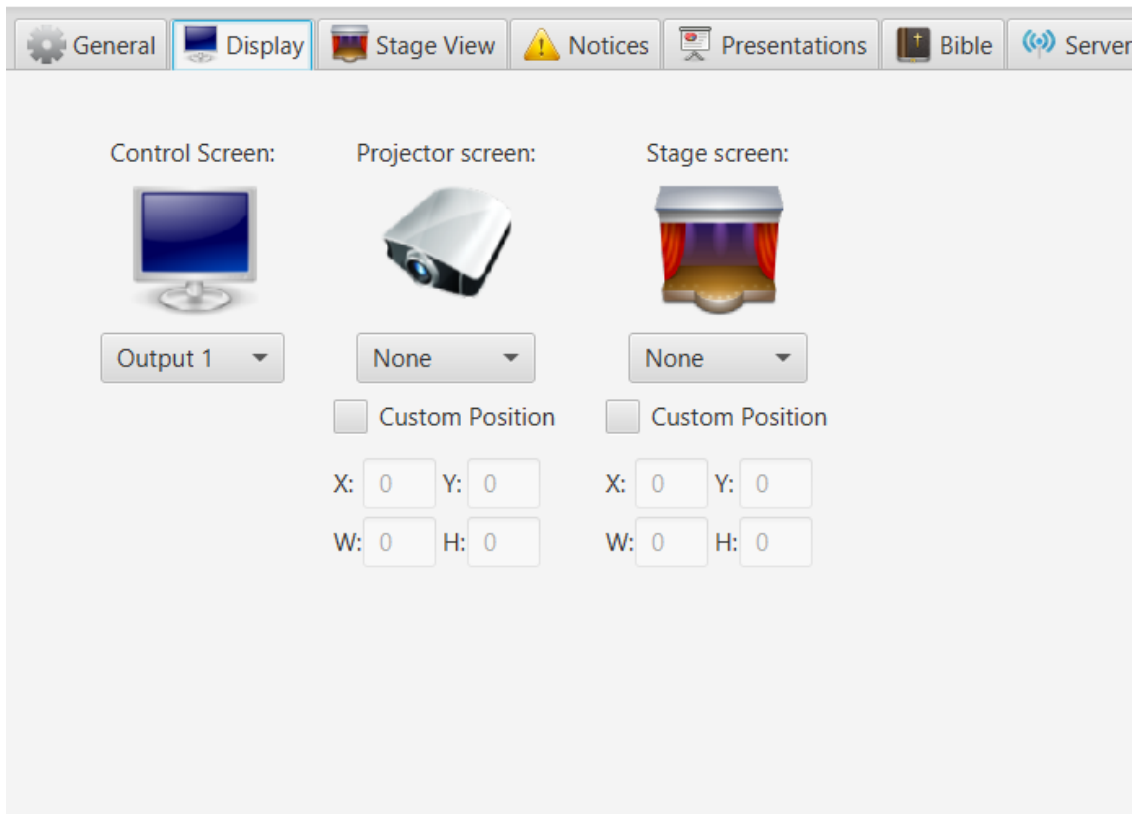 General Display Stage View Notices Presentations Bible Server
Control Screen: Projector screen: Stage screen:
Output 1 None None
Custom Position Custom Position
X: 0 Y: 0 X: 0 Y: 0
W: 0 H: 0 W: 0 H: 0